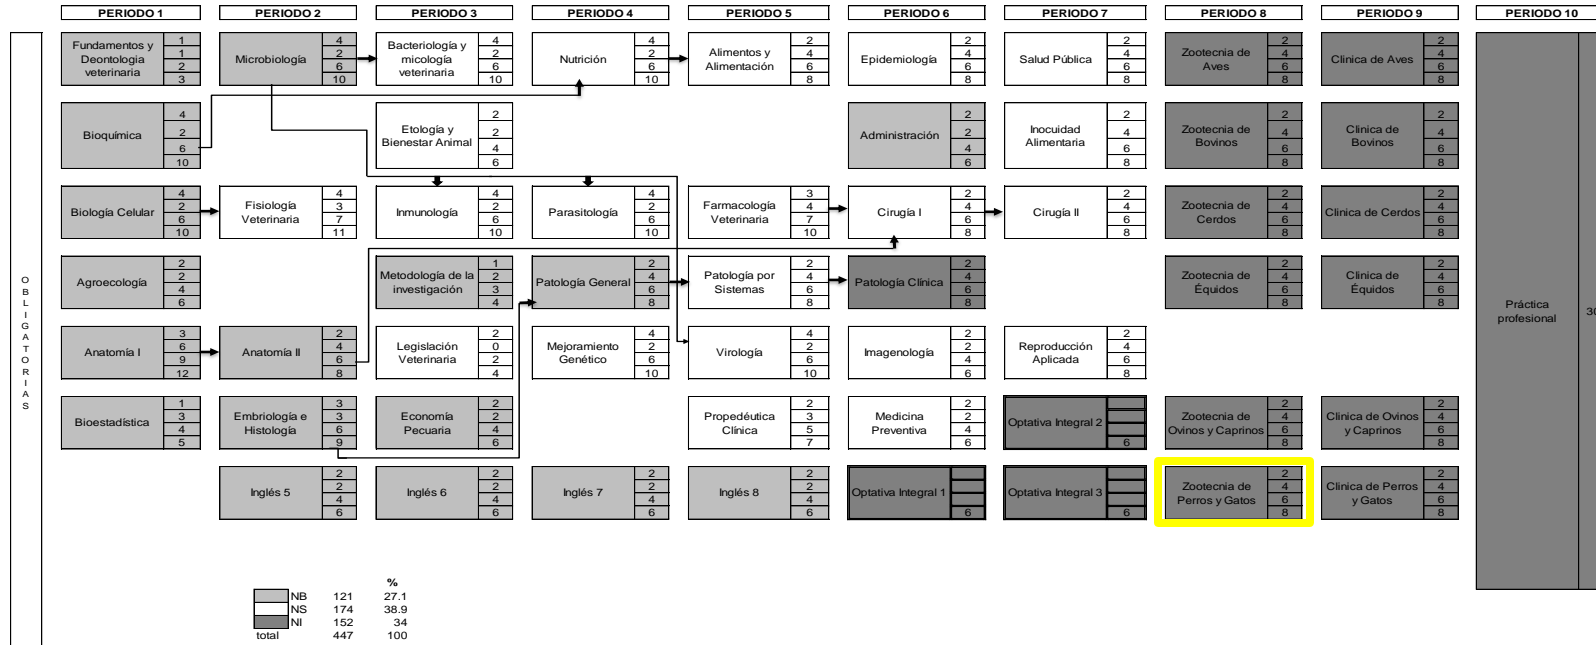 PERIODO 1 PERIODO 2 PERIODO 3 PERIODO 4 PERIODO 5 PERIODO 6 PERIODO 7 PERIODO 8 PERIODO 9 PERIODO 10
OBLIGATORIAS
Fundamentos y
Deontologia
veterinaria
1
1
2
3
Microbiología
4
2
6
10
Bacteriología y
micología
veterinaria
4
2
6
10
Nutrición
4
2
6
10
Alimentos y
Alimentación
2
4
6
8
Epidemiología
2
4
6
8
Salud Pública
2
4
6
8
Zootecnia de
Aves
2
4
6
8
Clinica de Aves
2
4
6
8
Bioquímica
4
2
6
10
Etología y
Bienestar Animal
2
2
4
6
Administración
2
2
4
6
Inocuidad
Alimentaria
2
4
6
8
Zootecnia de
Bovinos
2
4
6
8
Clinica de
Bovinos
2
4
6
8
Biología Celular
4
2
6
10
Fisiología
Veterinaria
4
3
7
11
Inmunología
4
2
6
10
Parasitología
4
2
6
10
Farmacología
Veterinaria
3
4
7
10
Cirugía I
2
4
6
8
Cirugía II
2
4
6
8
Zootecnia de
Cerdos
2
4
6
8
Clinica de Cerdos
2
4
6
8
Agroecología
2
2
4
6
Metodología de la
investigación
1
2
3
4
Patología General
2
4
6
8
Patología por
Sistemas
2
4
6
8
Patología Clínica
2
4
6
8
Zootecnia de
Équidos
2
4
6
8
Clinica de
Équidos
2
4
6
8
Práctica
profesional
30
Anatomía I
3
6
9
12
Anatomía II
2
4
6
8
Legislación
Veterinaria
2
0
2
4
Mejoramiento
Genético
4
2
6
10
Virología
4
2
6
10
Imagenología
2
2
4
6
Reproducción
Aplicada
2
4
6
8
Bioestadística
1
3
4
5
Embriología e
Histología
3
3
6
9
Economía
Pecuaria
2
2
4
6
Propedéutica
Clínica
2
3
5
7
Medicina
Preventiva
2
2
4
6
Optativa Integral 2
6
Zootecnia de
Ovinos y Caprinos
2
4
6
8
Clinica de Ovinos
y Caprinos
2
4
6
8
Inglés 5
2
2
4
6
Inglés 6
2
2
4
6
Inglés 7
2
2
4
6
Inglés 8
2
2
4
6
Optativa Integral 1
6
Optativa Integral 3
6
Zootecnia de
Perros y Gatos
2
4
6
8
Clinica de Perros
y Gatos
2
4
6
8
%
NB 121 27.1
NS 174 38.9
NI 152 34
total 447 100